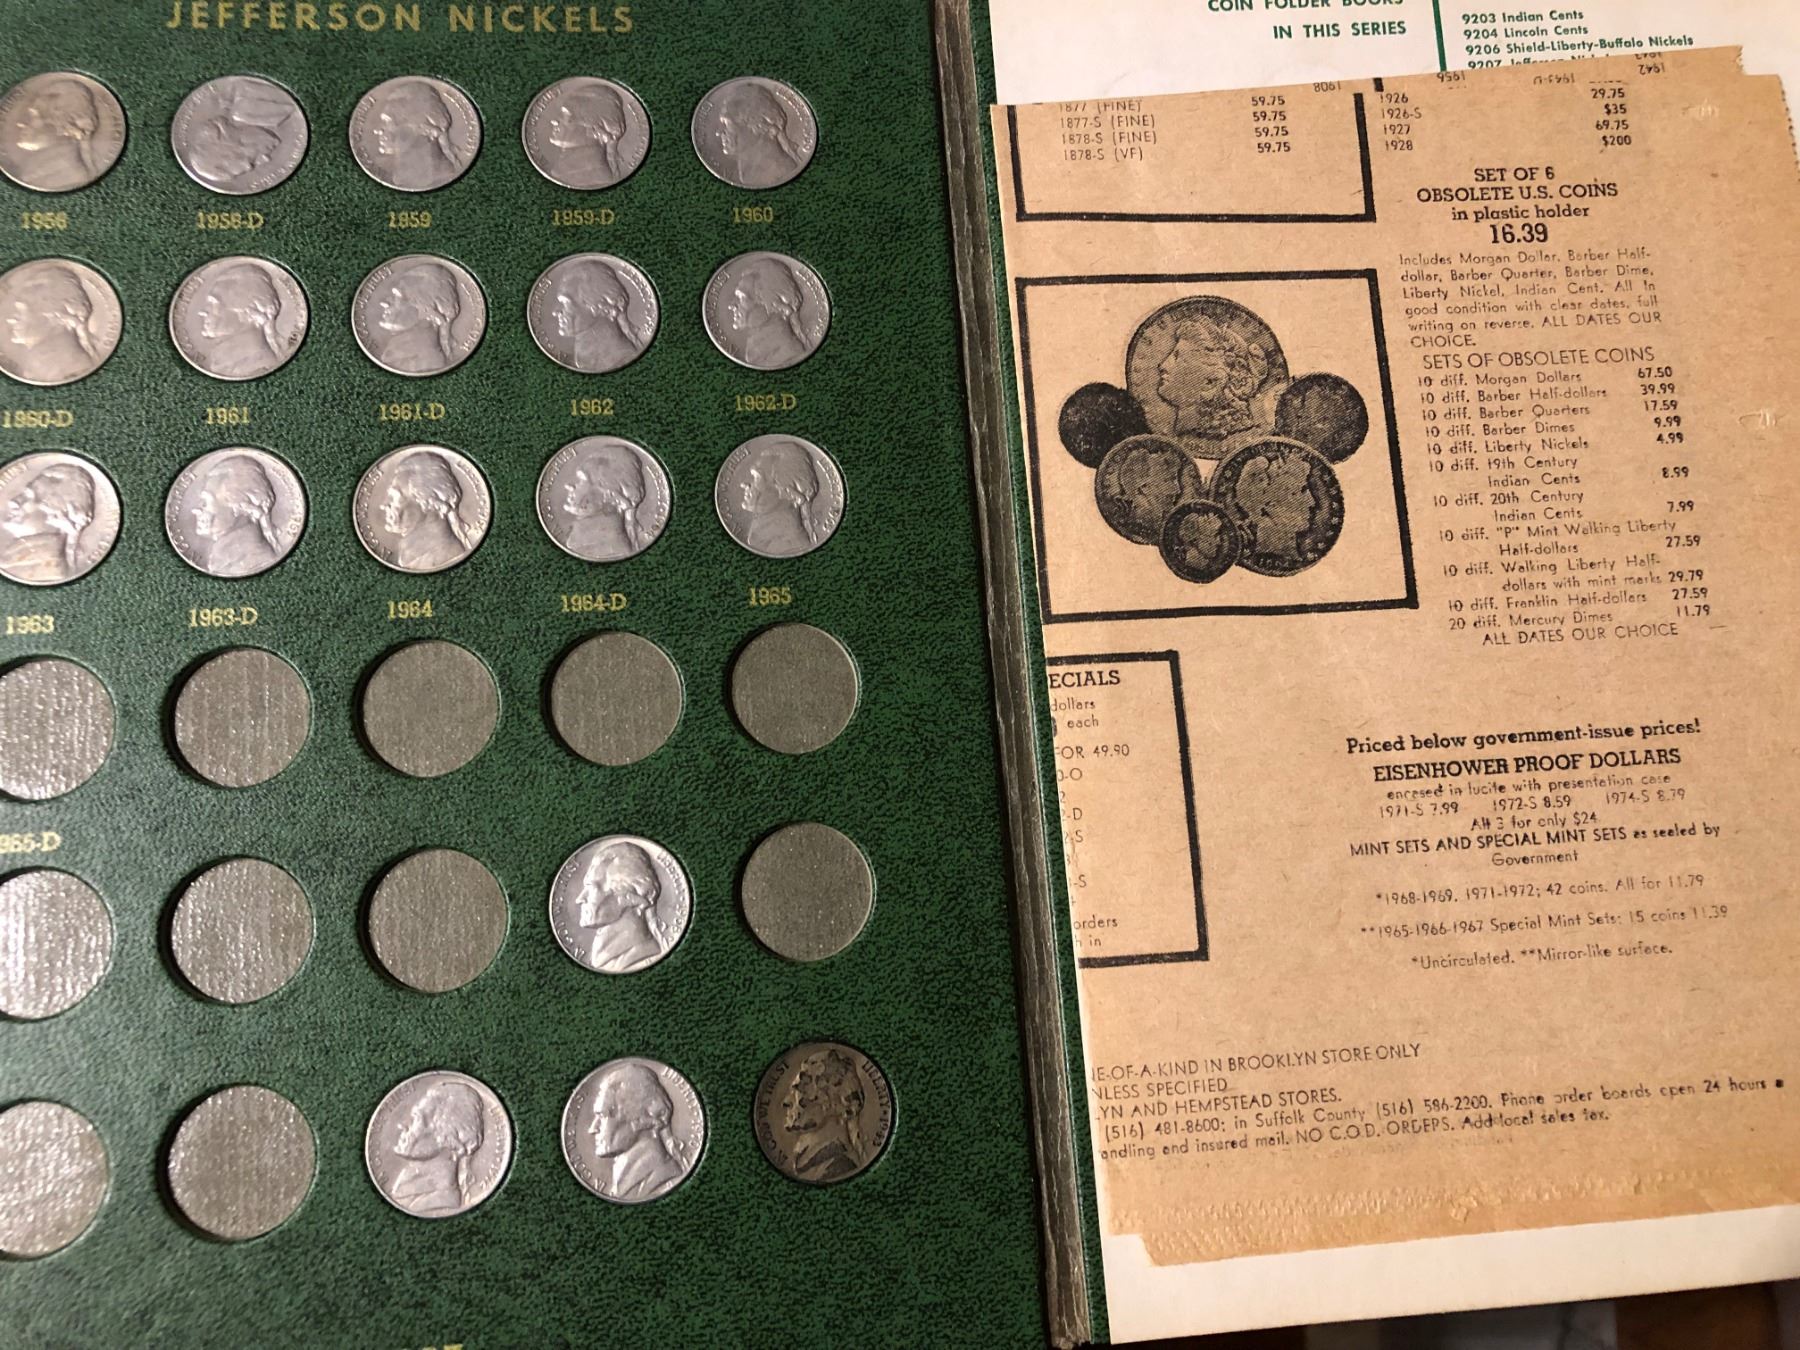 JEFFERSON NICKELS
1958
1958-D
1959
1959-D
1960
1960-D
1961
1961-D
1962
1962-D
1963
1963-D
1964
1964-D
1965
965-D
COIN FOLDER BOOKS
IN THIS SERIES
9203 Indian Cents
9204 Lincoln Cents
9206 Shield-Liberty-Buffalo Nickels
9207 Jefferson
1908
1956
1943-D
1942
1877 (FINE) 59.75
1877-S (FINE) 59.75
1878-S (FINE) 59.75
1878-S (VF) 59.75
1926 29.75
1926-S $35
1927 69.75
1928 $200
SET OF 6
OBSOLETE U.S. COINS
in plastic holder
16.39
Includes Morgan Dollar, Barber Half-
dollar, Barber Quarter, Barber Dime,
Liberty Nickel, Indian Cent. All in
good condition with clear dates, full
writing on reverse. ALL DATES OUR
CHOICE.
SETS OF OBSOLETE COINS
10 diff. Morgan Dollars 67.50
10 diff. Barber Half-dollars 39.99
10 diff. Barber Quarters 17.59
10 diff. Barber Dimes 9.99
10 diff. Liberty Nickels 4.99
10 diff. 19th Century
Indian Cents 8.99
10 diff. 20th Century
Indian Cents 7.99
10 diff. "P" Mint Walking Liberty
Half-dollars 27.59
10 diff. Walking Liberty Half-
dollars with mint marks 29.79
10 diff. Franklin Half-dollars 27.59
20 diff. Mercury Dimes 11.79
ALL DATES OUR CHOICE
ECIALS
dollars
each
FOR 49.90
0-O
2
2-D
2-S
1-S
orders
h in
Priced below government-issue prices!
EISENHOWER PROOF DOLLARS
encased in lucite with presentation case
1971-S 7.99 1972-S 8.59 1974-S 8.79
All 3 for only $24
MINT SETS AND SPECIAL MINT SETS as sealed by
Government
*1968-1969, 1971-1972; 42 coins. All for 11.79
**1965-1966-1967 Special Mint Sets: 15 coins 11.39
*Uncirculated. **Mirror-like surface.
NE-OF-A-KIND IN BROOKLYN STORE ONLY
NLESS SPECIFIED
LYN AND HEMPSTEAD STORES.
(516) 481-8600; in Suffolk County (516) 586-2200. Phone order boards open 24 hours a
andling and insured mail. NO C.O.D. ORDERS. Add local sales tax.